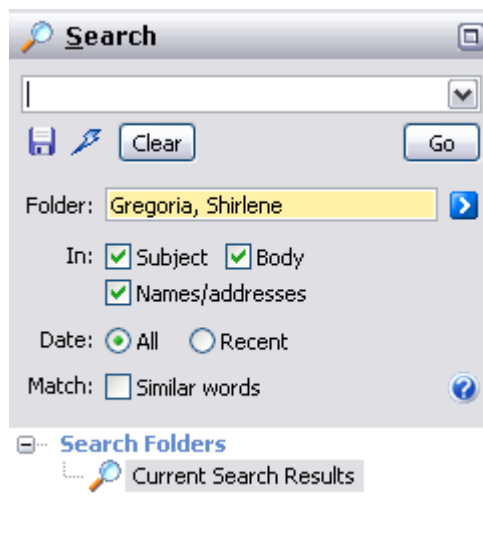 Search
Clear Go
Folder: Gregoria, Shirlene
In: Subject Body
Names/addresses
Date: All Recent
Match: Similar words
Search Folders
Current Search Results